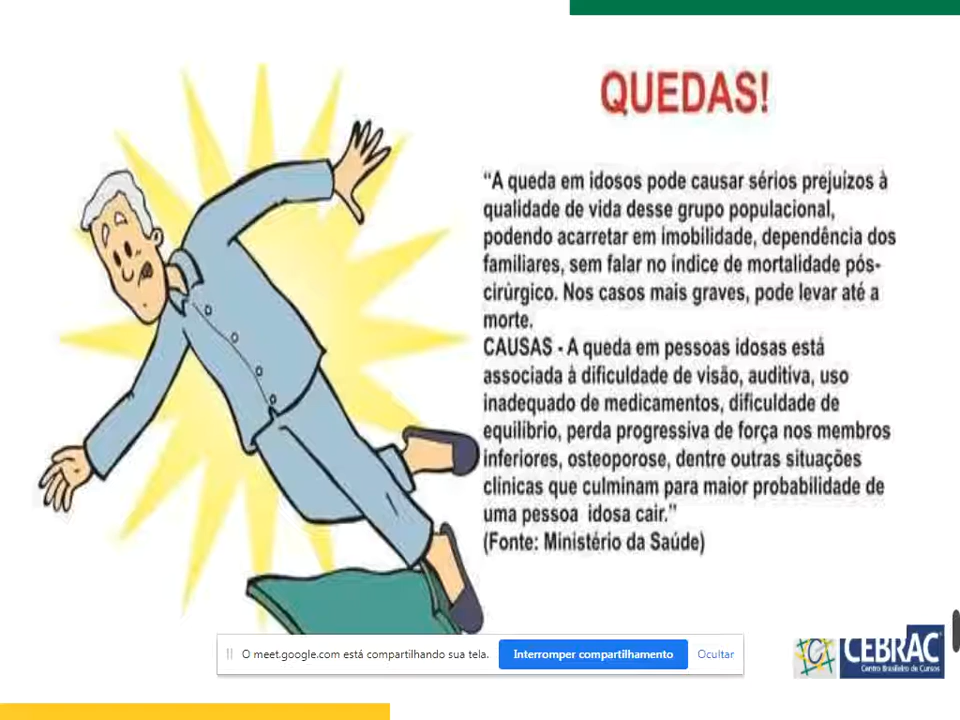 QUEDAS!
"A queda em idosos pode causar sérios prejuízos à
qualidade de vida desse grupo populacional,
podendo acarretar em imobilidade, dependência dos
familiares, sem falar no índice de mortalidade pós-
cirúrgico. Nos casos mais graves, pode levar até a
morte.
CAUSAS - A queda em pessoas idosas está
associada à dificuldade de visão, auditiva, uso
inadequado de medicamentos, dificuldade de
equilíbrio, perda progressiva de força nos membros
inferiores, osteoporose, dentre outras situações
clínicas que culminam para maior probabilidade de
uma pessoa idosa cair."
(Fonte: Ministério da Saúde)
O meet.google.com está compartilhando sua tela.
Interromper compartilhamento
Ocultar
CEBRAC
Centro Brasileiro de Cursos